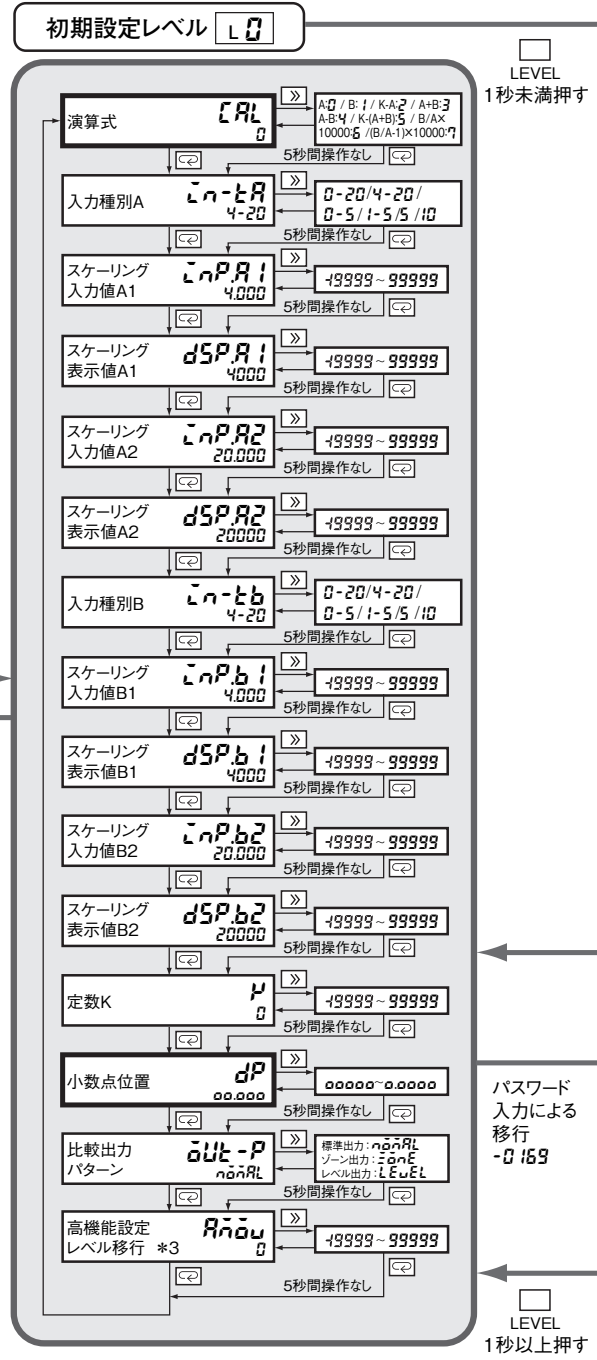 初期設定レベル L 0
LEVEL
1秒未満押す
演算式 CAL
0
A:0 / B:1 / K-A:2 / A+B:3
A-B:4 / K-(A+B):5 / B/A×
10000:6 /(B/A-1)×10000:7
5秒間操作なし
入力種別A in-tA
4-20
0-20/4-20/
0-5/1-5/5/10
5秒間操作なし
スケーリング
入力値A1
inP.A1
4.000
-19999~99999
5秒間操作なし
スケーリング
表示値A1
dSP.A1
4000
-19999~99999
5秒間操作なし
スケーリング
入力値A2
inP.A2
20.000
-19999~99999
5秒間操作なし
スケーリング
表示値A2
dSP.A2
20000
-19999~99999
5秒間操作なし
入力種別B in-tb
4-20
0-20/4-20/
0-5/1-5/5/10
5秒間操作なし
スケーリング
入力値B1
inP.b1
4.000
-19999~99999
5秒間操作なし
スケーリング
表示値B1
dSP.b1
4000
-19999~99999
5秒間操作なし
スケーリング
入力値B2
inP.b2
20.000
-19999~99999
5秒間操作なし
スケーリング
表示値B2
dSP.b2
20000
-19999~99999
5秒間操作なし
定数K
0
-19999~99999
5秒間操作なし
小数点位置 dP
oo.ooo
ooooo~o.oooo
5秒間操作なし
比較出力
パターン
oUt-P
nomAL
標準出力:nomAL
ゾーン出力:ZonE
レベル出力:LEvEL
5秒間操作なし
高機能設定
レベル移行 *3
Amov
0
-19999~99999
5秒間操作なし
パスワード
入力による
移行
-0169
LEVEL
1秒以上押す